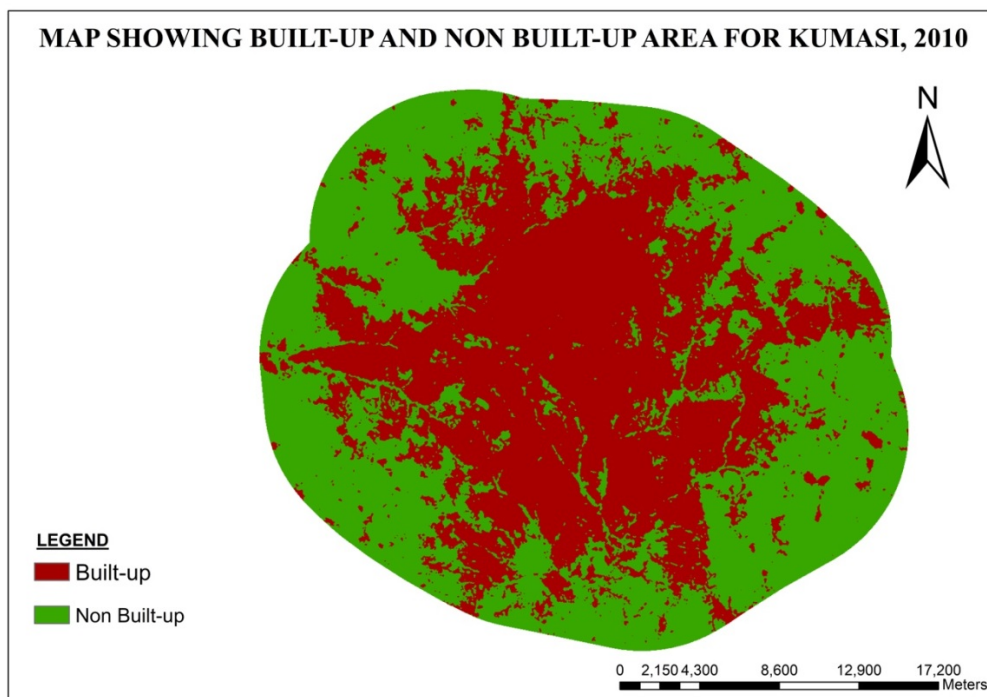 MAP SHOWING BUILT-UP AND NON BUILT-UP AREA FOR KUMASI, 2010
N
LEGEND
Built-up
Non Built-up
0 2,150 4,300 8,600 12,900 17,200
Meters